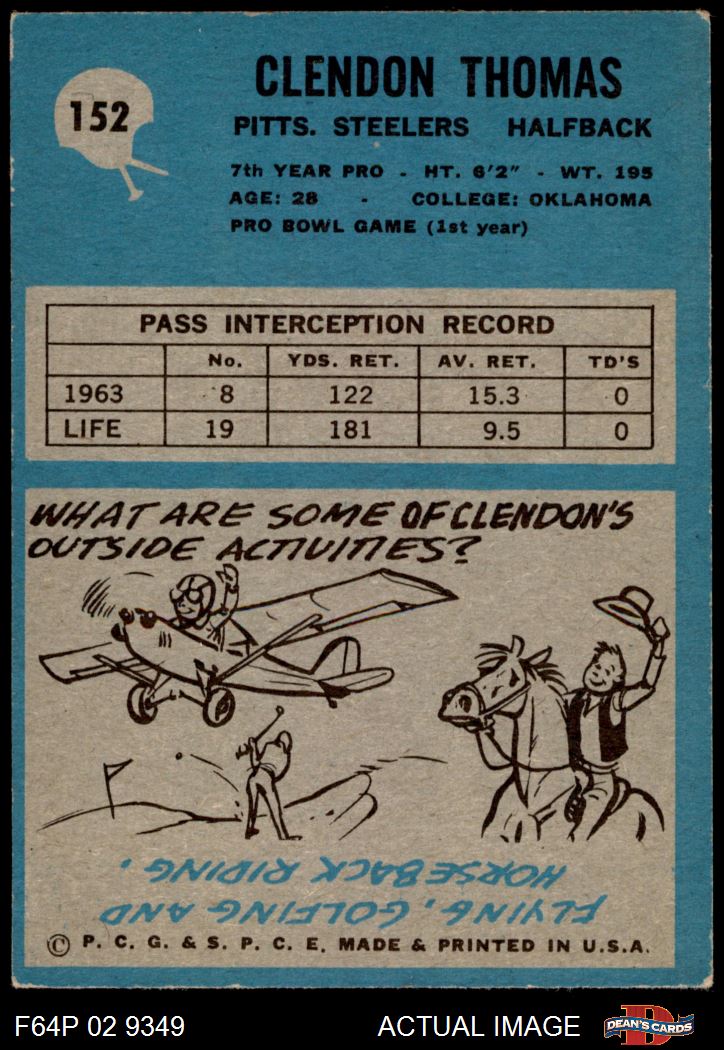 152
CLENDON THOMAS
PITTS. STEELERS HALFBACK
7th YEAR PRO - HT. 6'2" - WT. 195
AGE: 28 - COLLEGE: OKLAHOMA
PRO BOWL GAME (1st year)
PASS INTERCEPTION RECORD
No. YDS. RET. AV. RET. TD'S
1963 8 122 15.3 0
LIFE 19 181 9.5 0
WHAT ARE SOME OF CLENDON'S
OUTSIDE ACTIVITIES?
FLYING, GOLFING AND
HORSEBACK RIDING.
© P. C. G. & S. P. C. E. MADE & PRINTED IN U.S.A.
F64P 02 9349 ACTUAL IMAGE
D
DEAN'S CARDS